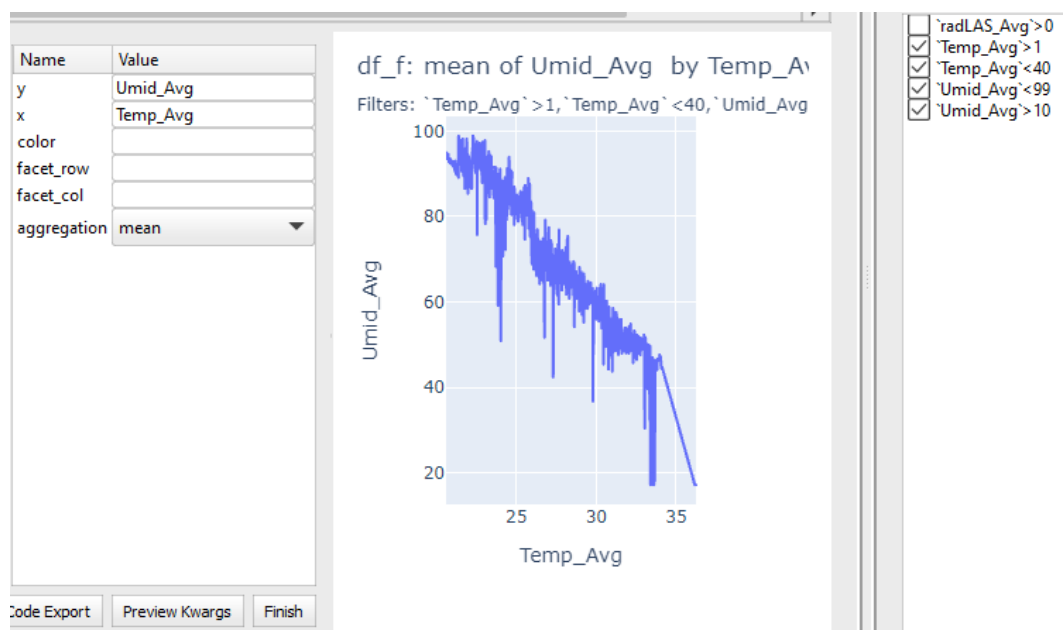 Name Value
y Umid_Avg
x Temp_Avg
color
facet_row
facet_col
aggregation mean
Code Export Preview Kwargs Finish
df_f: mean of Umid_Avg by Temp_Av
Filters: `Temp_Avg`>1,`Temp_Avg`<40,`Umid_Avg
100
80
60
40
20
Umid_Avg
25 30 35
Temp_Avg
`radLAS_Avg`>0
`Temp_Avg`>1
`Temp_Avg`<40
`Umid_Avg`<99
`Umid_Avg`>10